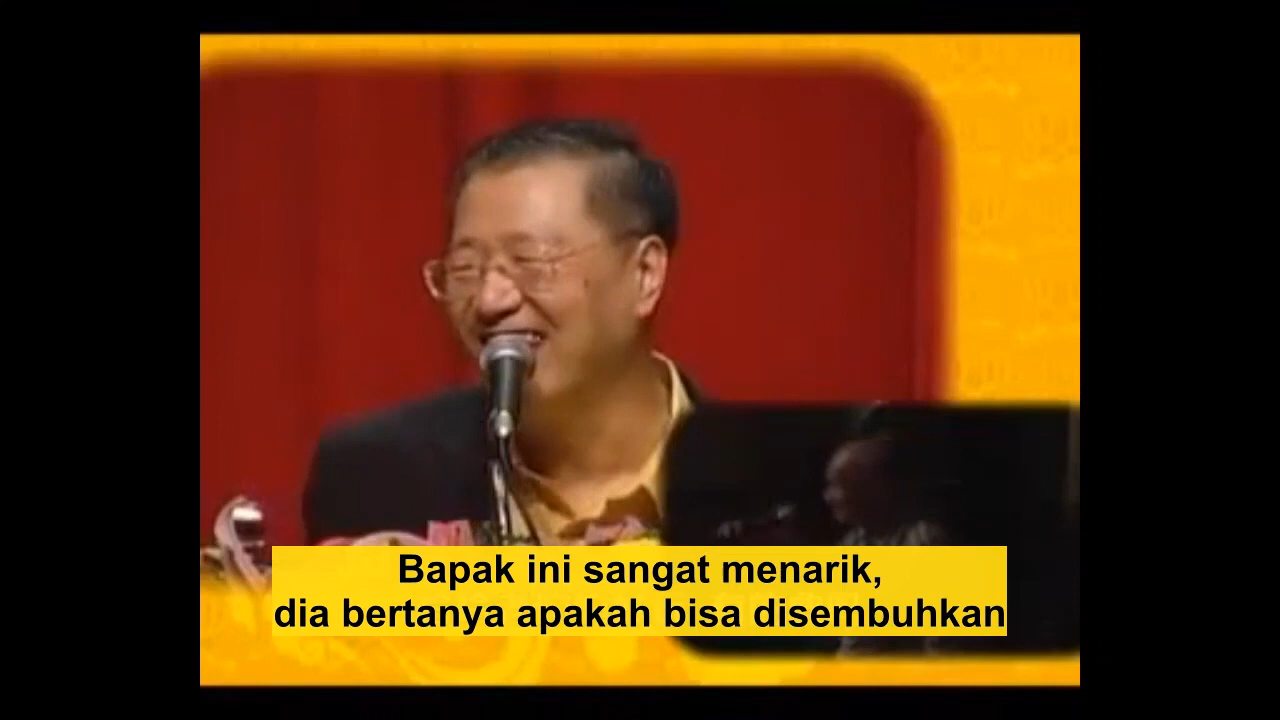 Bapak ini sangat menarik,
dia bertanya apakah bisa disembuhkan